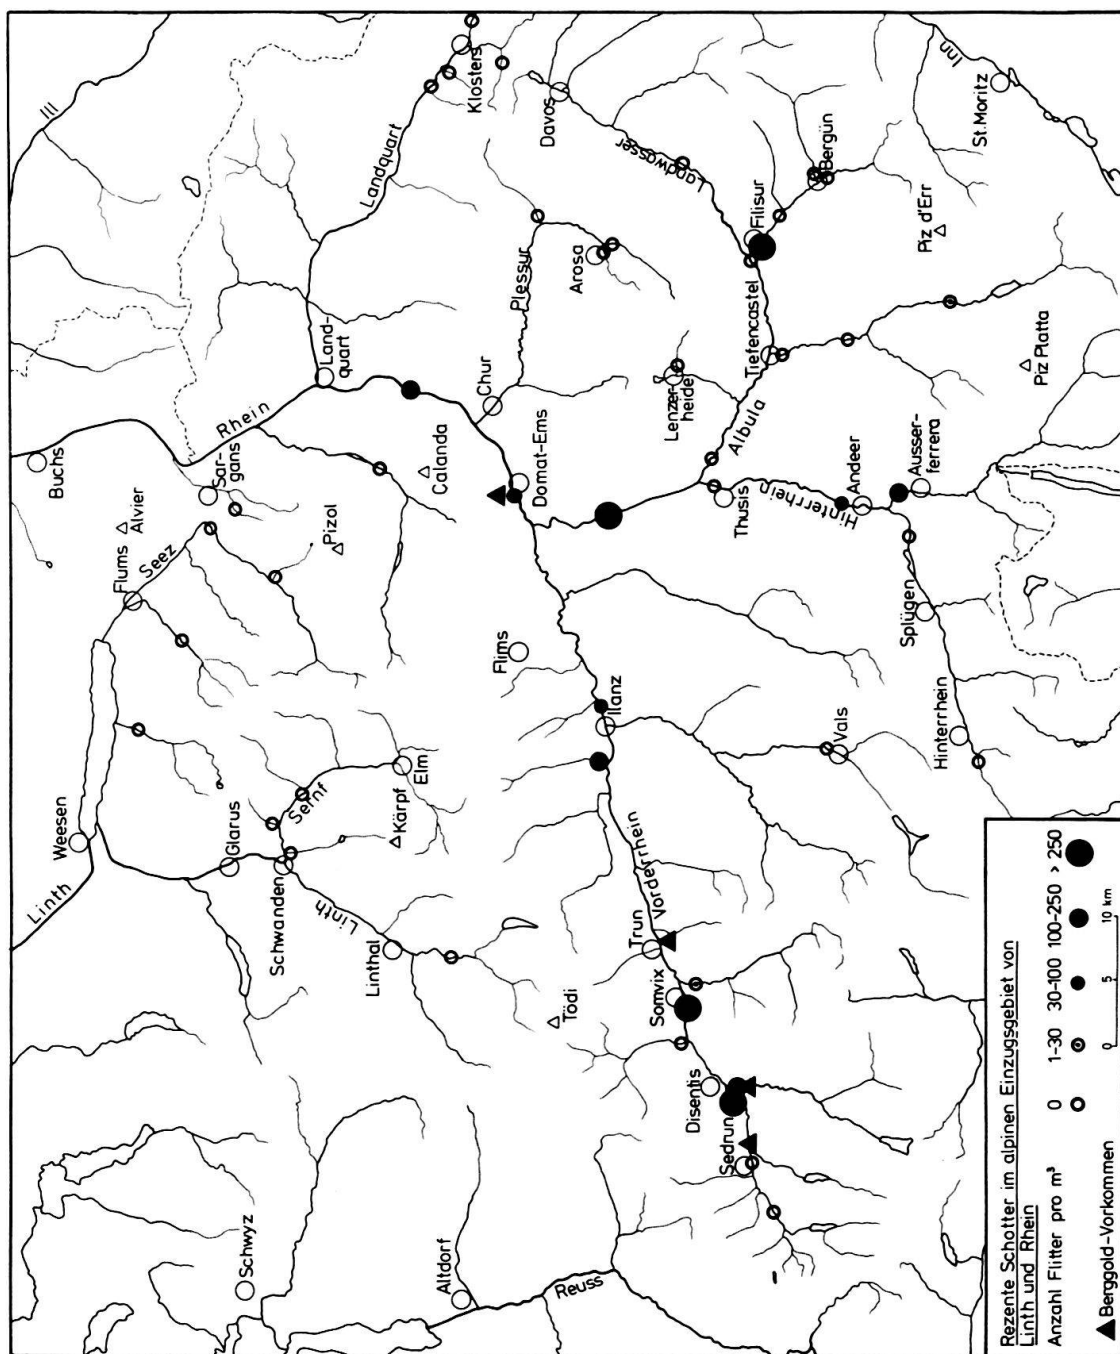 Rezente Schotter im alpinen Einzugsgebiet von
Linth und Rhein
Anzahl Flitter pro m³
0
1-30
30-100
100-250
> 250
▲ Berggold-Vorkommen
0
5
10 km
Schwyz
Altdorf
Reuss
Linth
Weesen
Glarus
Schwanden
Linth
Linthal
Sernf
Elm
Kärpf
Tödi
Flums
Alvier
Seez
Sar-
gans
Pizol
Buchs
Rhein
Ill
Land-
quart
Landquart
Klosters
Calanda
Chur
Plessur
Arosa
Davos
Landwasser
Domat-Ems
Flims
Ilanz
Vorderrhein
Trun
Somvix
Disentis
Sedrun
Vals
Lenzer-
heide
Albula
Tiefencastel
Filisur
Bergün
Thusis
Hinterrhein
Andeer
Ausser-
ferrera
Splügen
Hinterrhein
Piz d'Err
Piz Platta
St. Moritz
Inn